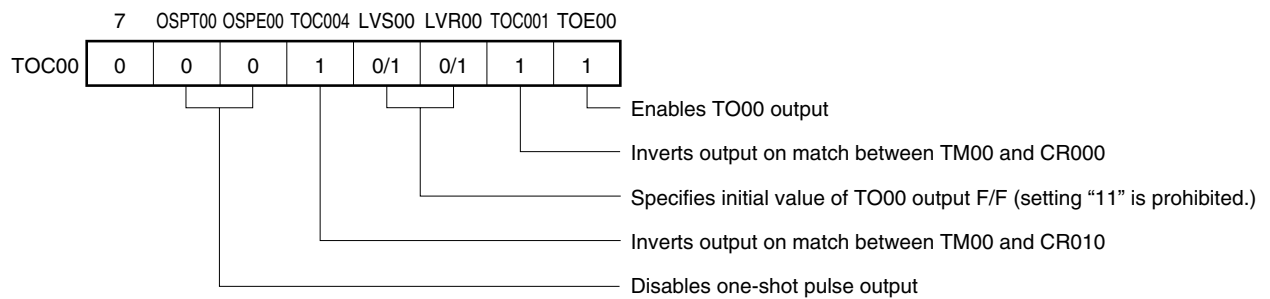 7 OSPT00 OSPE00 TOC004 LVS00 LVR00 TOC001 TOE00
TOC00 0 0 0 1 0/1 0/1 1 1
Enables TO00 output
Inverts output on match between TM00 and CR000
Specifies initial value of TO00 output F/F (setting “11” is prohibited.)
Inverts output on match between TM00 and CR010
Disables one-shot pulse output